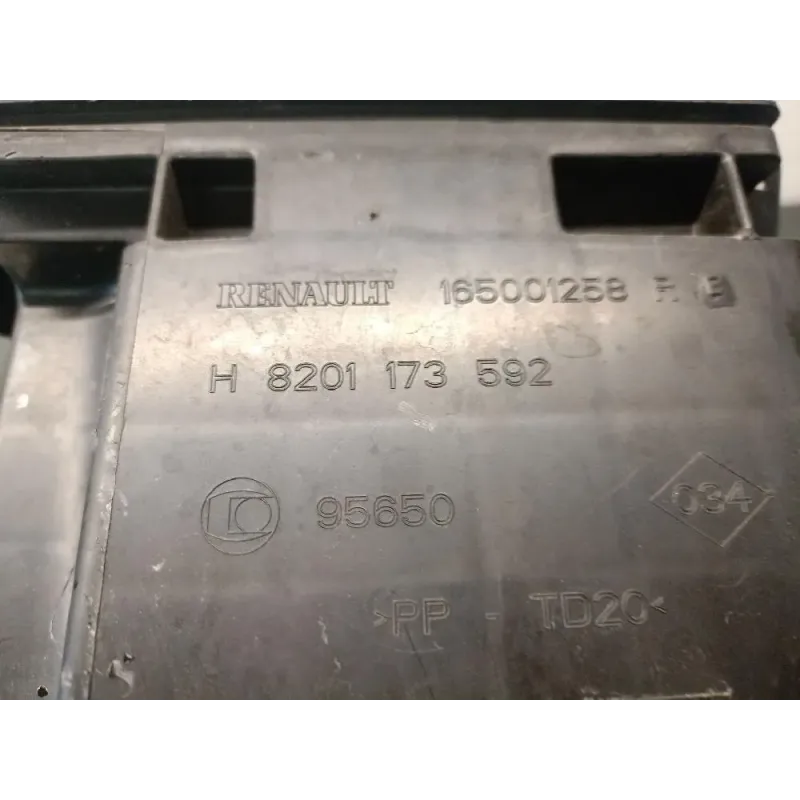 RENAULT 165001258 R B
H 8201 173 592
95650 034
>PP - TD20<